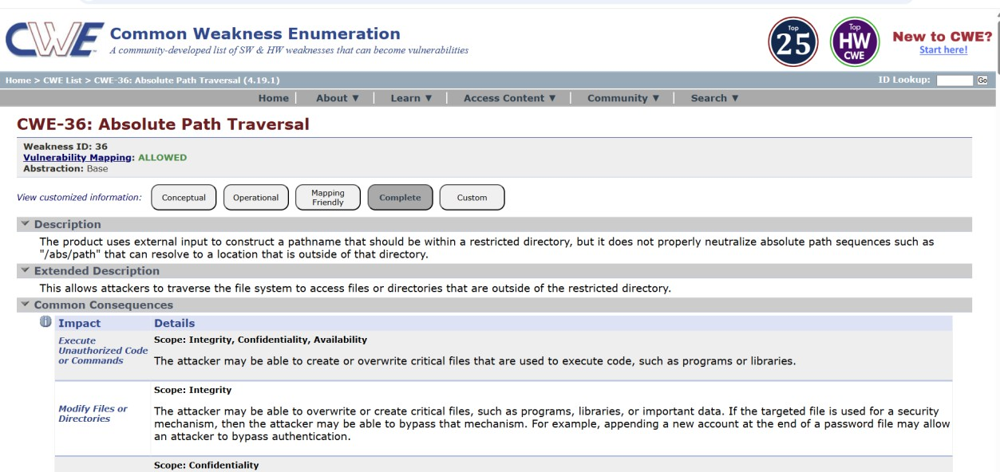 CWE
Common Weakness Enumeration
A community-developed list of SW & HW weaknesses that can become vulnerabilities
Top
25
Top
HW
CWE
New to CWE?
Start here!
Home > CWE List > CWE-36: Absolute Path Traversal (4.19.1)
ID Lookup:
Go
Home
About ▼
Learn ▼
Access Content ▼
Community ▼
Search ▼
CWE-36: Absolute Path Traversal
Weakness ID: 36
Vulnerability Mapping: ALLOWED
Abstraction: Base
View customized information:
Conceptual
Operational
Mapping
Friendly
Complete
Custom
Description
The product uses external input to construct a pathname that should be within a restricted directory, but it does not properly neutralize absolute path sequences such as
"/abs/path" that can resolve to a location that is outside of that directory.
Extended Description
This allows attackers to traverse the file system to access files or directories that are outside of the restricted directory.
Common Consequences
Impact
Details
Execute
Unauthorized Code
or Commands
Scope: Integrity, Confidentiality, Availability
The attacker may be able to create or overwrite critical files that are used to execute code, such as programs or libraries.
Modify Files or
Directories
Scope: Integrity
The attacker may be able to overwrite or create critical files, such as programs, libraries, or important data. If the targeted file is used for a security
mechanism, then the attacker may be able to bypass that mechanism. For example, appending a new account at the end of a password file may allow
an attacker to bypass authentication.
Scope: Confidentiality